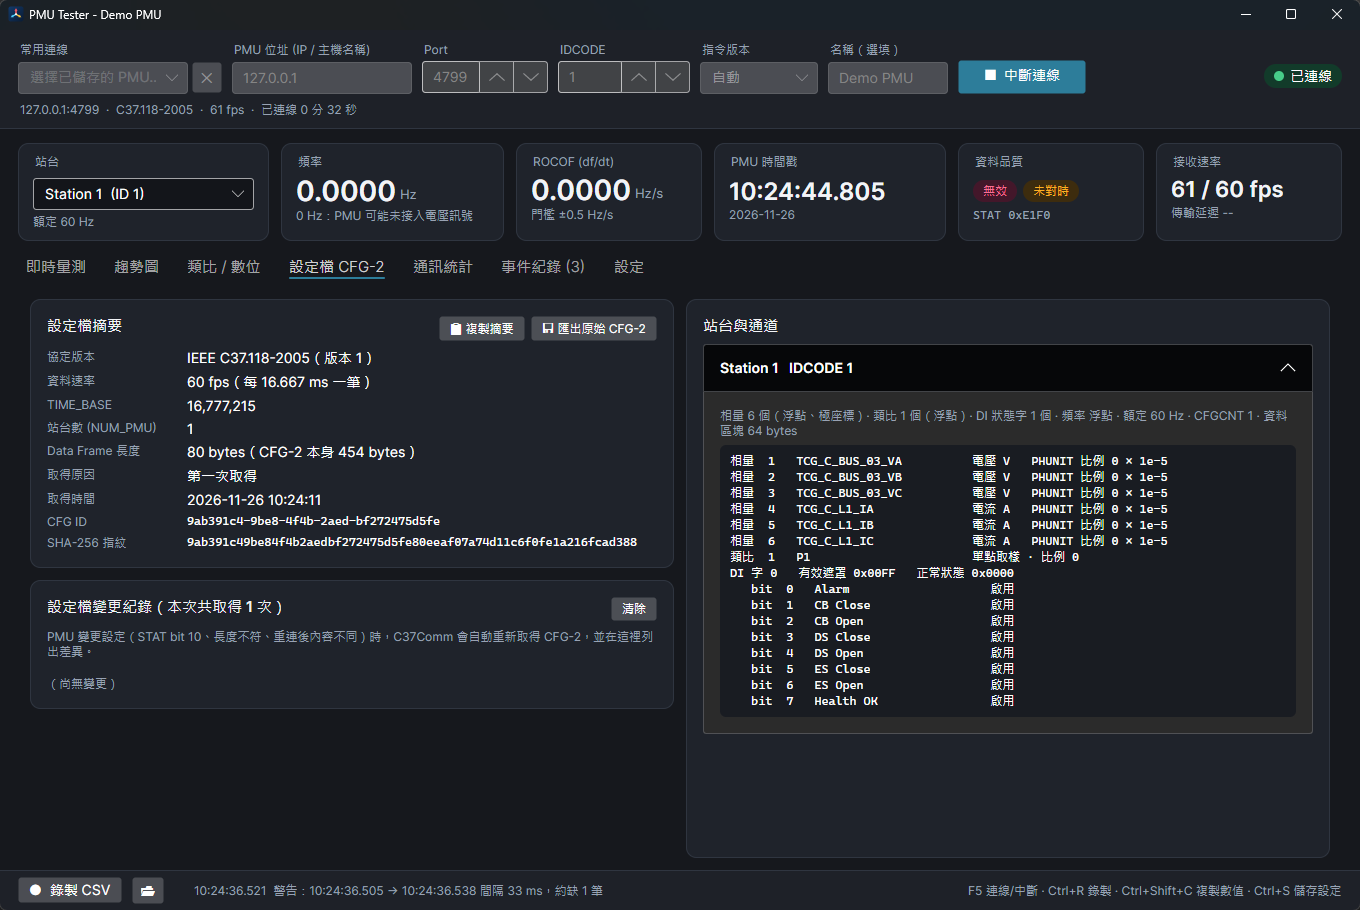 PMU Tester - Demo PMU
常用連線
PMU 位址 (IP / 主機名稱)
Port
IDCODE
指令版本
名稱（選填）
選擇已儲存的 PMU..
127.0.0.1
4799
1
自動
Demo PMU
中斷連線
已連線
127.0.0.1:4799 · C37.118-2005 · 61 fps · 已連線 0 分 32 秒
站台
Station 1 (ID 1)
額定 60 Hz
頻率
0.0000 Hz
0 Hz：PMU 可能未接入電壓訊號
ROCOF (df/dt)
0.0000 Hz/s
門檻 ±0.5 Hz/s
PMU 時間戳
10:24:44.805
2026-11-26
資料品質
無效 未對時
STAT 0xE1F0
接收速率
61 / 60 fps
傳輸延遲 --
即時量測 趨勢圖 類比 / 數位 設定檔 CFG-2 通訊統計 事件紀錄 (3) 設定
設定檔摘要
複製摘要
匯出原始 CFG-2
協定版本 IEEE C37.118-2005（版本 1）
資料速率 60 fps（每 16.667 ms 一筆）
TIME_BASE 16,777,215
站台數 (NUM_PMU) 1
Data Frame 長度 80 bytes（CFG-2 本身 454 bytes）
取得原因 第一次取得
取得時間 2026-11-26 10:24:11
CFG ID 9ab391c4-9be8-4f4b-2aed-bf272475d5fe
SHA-256 指紋 9ab391c49be84f4b2aedbf272475d5fe80eeaf07a74d11c6f0fe1a216fcad388
設定檔變更紀錄（本次共取得 1 次）
清除
PMU 變更設定（STAT bit 10、長度不符、重連後內容不同）時，C37Comm 會自動重新取得 CFG-2，並在這裡列
出差異。
（尚無變更）
站台與通道
Station 1 IDCODE 1
相量 6 個（浮點、極座標）· 類比 1 個（浮點）· DI 狀態字 1 個 · 頻率 浮點 · 額定 60 Hz · CFGCNT 1 · 資料
區塊 64 bytes
相量 1 TCG_C_BUS_03_VA 電壓 V PHUNIT 比例 0 × 1e-5
相量 2 TCG_C_BUS_03_VB 電壓 V PHUNIT 比例 0 × 1e-5
相量 3 TCG_C_BUS_03_VC 電壓 V PHUNIT 比例 0 × 1e-5
相量 4 TCG_C_L1_IA 電流 A PHUNIT 比例 0 × 1e-5
相量 5 TCG_C_L1_IB 電流 A PHUNIT 比例 0 × 1e-5
相量 6 TCG_C_L1_IC 電流 A PHUNIT 比例 0 × 1e-5
類比 1 P1 單點取樣 · 比例 0
DI 字 0 有效遮罩 0x00FF 正常狀態 0x0000
bit 0 Alarm 啟用
bit 1 CB Close 啟用
bit 2 CB Open 啟用
bit 3 DS Close 啟用
bit 4 DS Open 啟用
bit 5 ES Close 啟用
bit 6 ES Open 啟用
bit 7 Health OK 啟用
錄製 CSV
10:24:36.521 警告：10:24:36.505 → 10:24:36.538 間隔 33 ms，約缺 1 筆
F5 連線/中斷 · Ctrl+R 錄製 · Ctrl+Shift+C 複製數值 · Ctrl+S 儲存設定